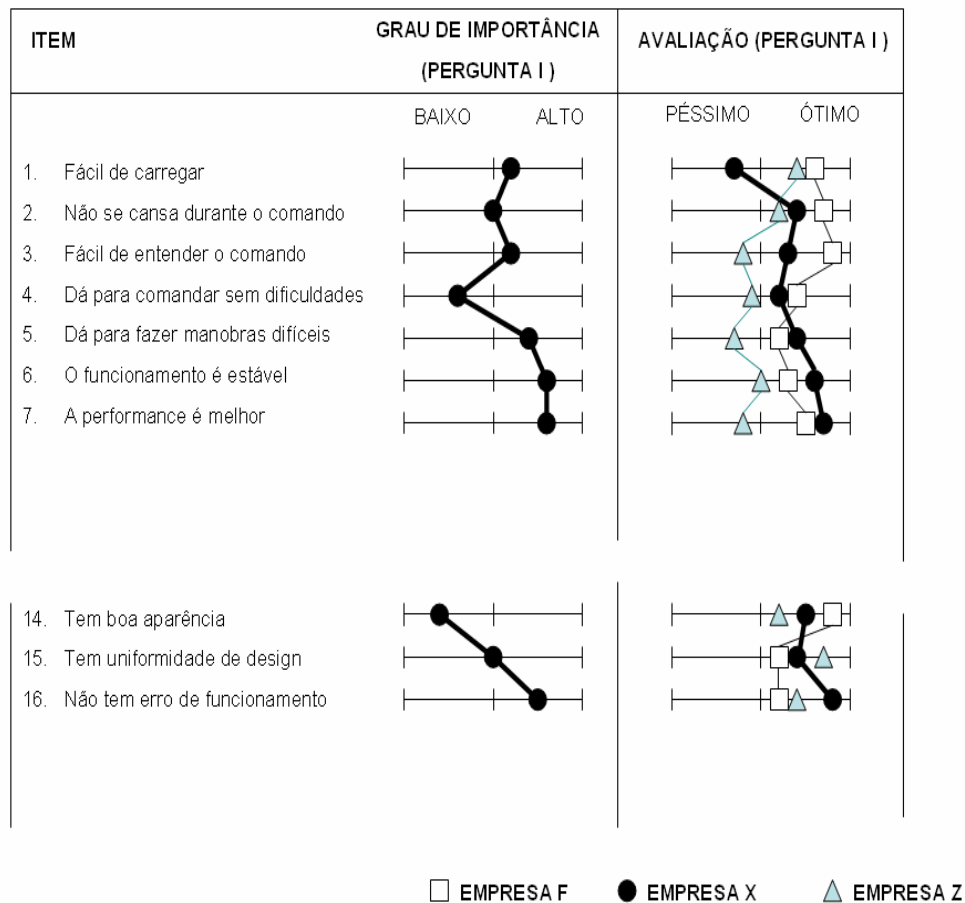 ITEM
GRAU DE IMPORTÂNCIA
(PERGUNTA I )
AVALIAÇÃO (PERGUNTA I )
BAIXO ALTO PÉSSIMO ÓTIMO
1. Fácil de carregar
2. Não se cansa durante o comando
3. Fácil de entender o comando
4. Dá para comandar sem dificuldades
5. Dá para fazer manobras difíceis
6. O funcionamento é estável
7. A performance é melhor
14. Tem boa aparência
15. Tem uniformidade de design
16. Não tem erro de funcionamento
EMPRESA F EMPRESA X EMPRESA Z